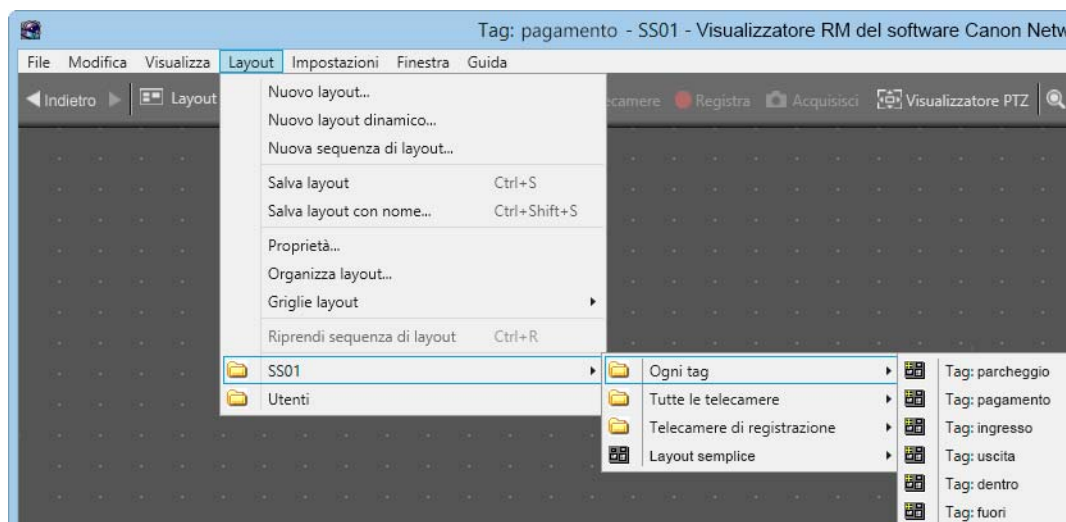 Tag: pagamento - SS01 - Visualizzatore RM del software Canon
File Modifica Visualizza Layout Impostazioni Finestra Guida
Indietro Layout Registra Acquisisci Visualizzatore PTZ
Nuovo layout...
Nuovo layout dinamico...
Nuova sequenza di layout...
Salva layout Ctrl+S
Salva layout con nome... Ctrl+Shift+S
Proprietà...
Organizza layout...
Griglie layout
Riprendi sequenza di layout Ctrl+R
SS01
Utenti
Ogni tag
Tutte le telecamere
Telecamere di registrazione
Layout semplice
Tag: parcheggio
Tag: pagamento
Tag: ingresso
Tag: uscita
Tag: dentro
Tag: fuori